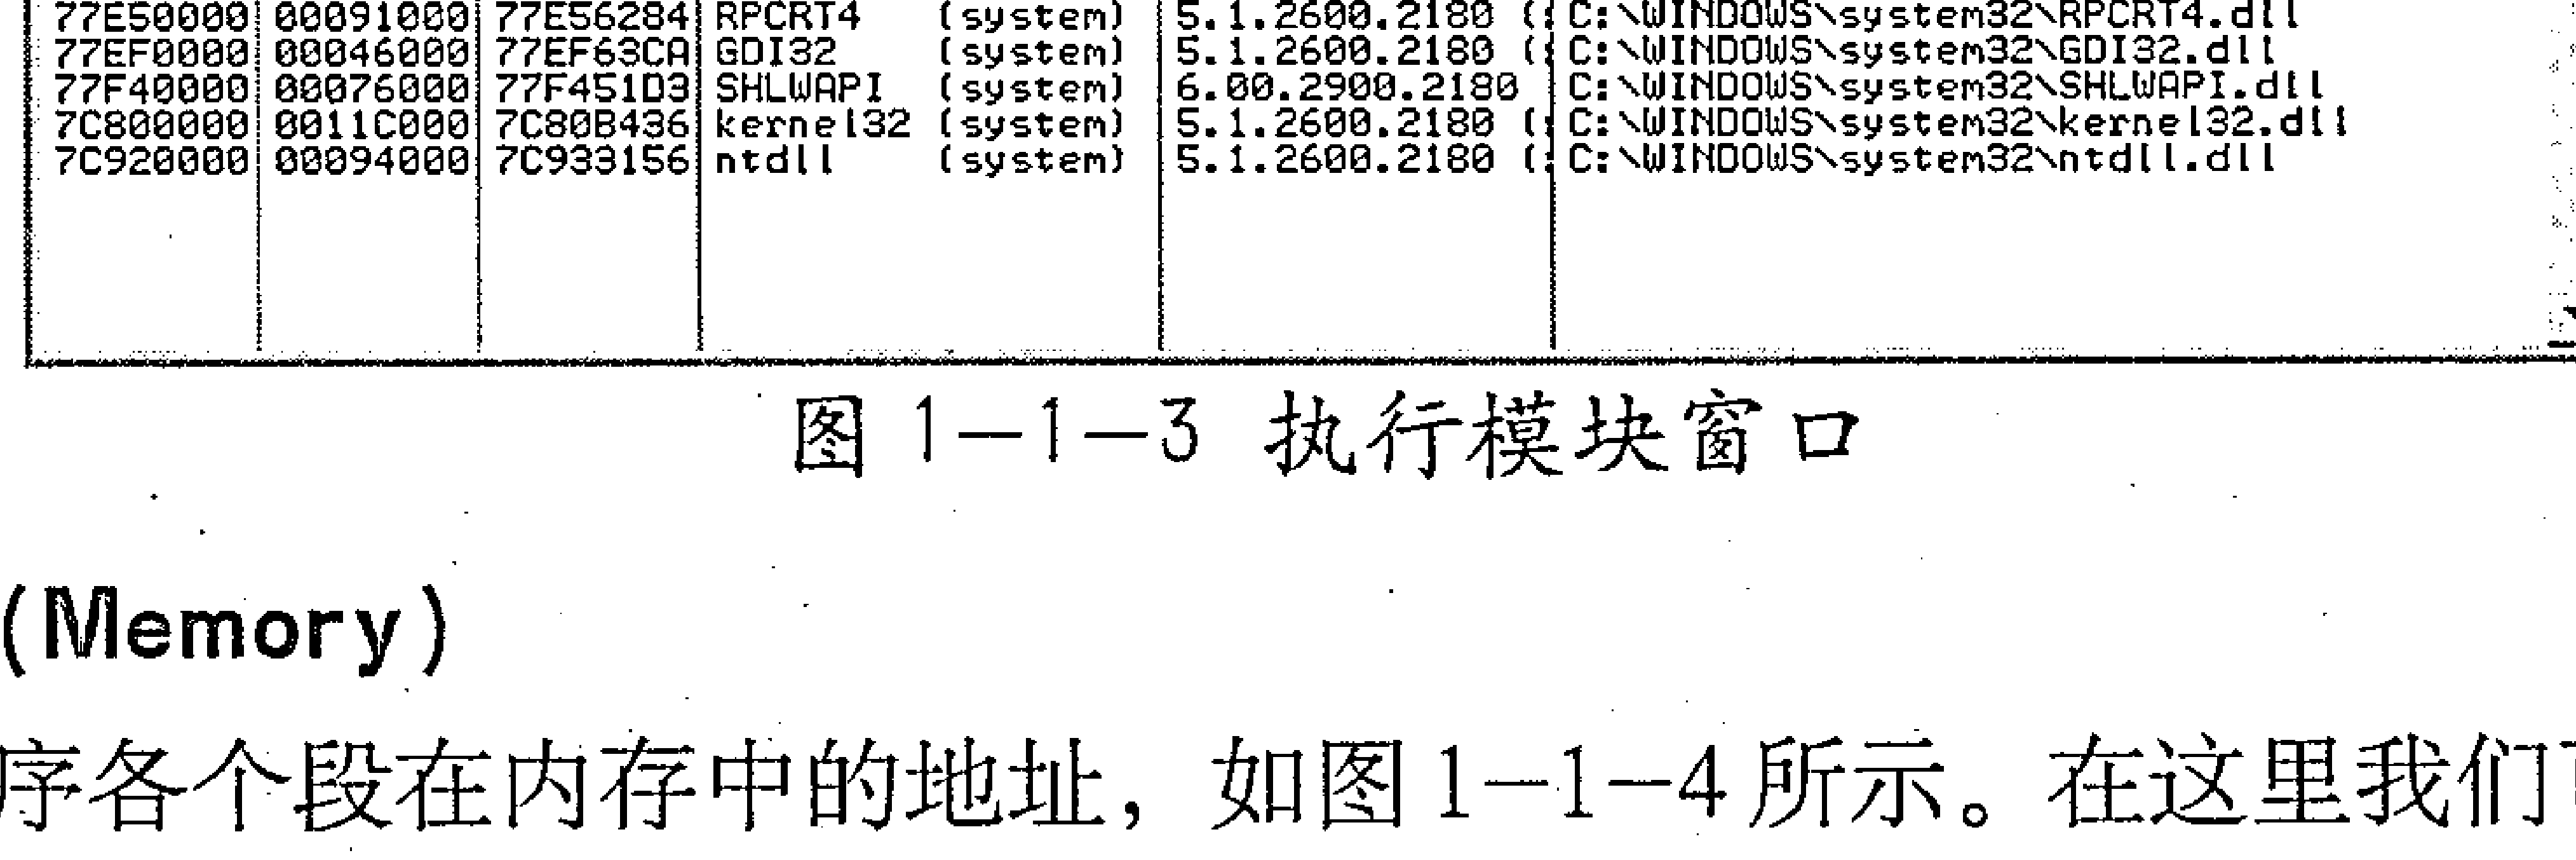 77E50000 00091000 77E56284 RPCRT4 (system) 5.1.2600.2180 ( C:\WINDOWS\system32\RPCRT4.dll
77EF0000 00046000 77EF63CA GDI32 (system) 5.1.2600.2180 ( C:\WINDOWS\system32\GDI32.dll
77F40000 00076000 77F451D3 SHLWAPI (system) 6.00.2900.2180 C:\WINDOWS\system32\SHLWAPI.dll
7C800000 0011C000 7C80B436 kernel32 (system) 5.1.2600.2180 ( C:\WINDOWS\system32\kernel32.dll
7C920000 00094000 7C933156 ntdll (system) 5.1.2600.2180 ( C:\WINDOWS\system32\ntdll.dll
图 1-1-3 执行模块窗口
(Memory)
序各个段在内存中的地址，如图 1-1-4 所示。在这里我们